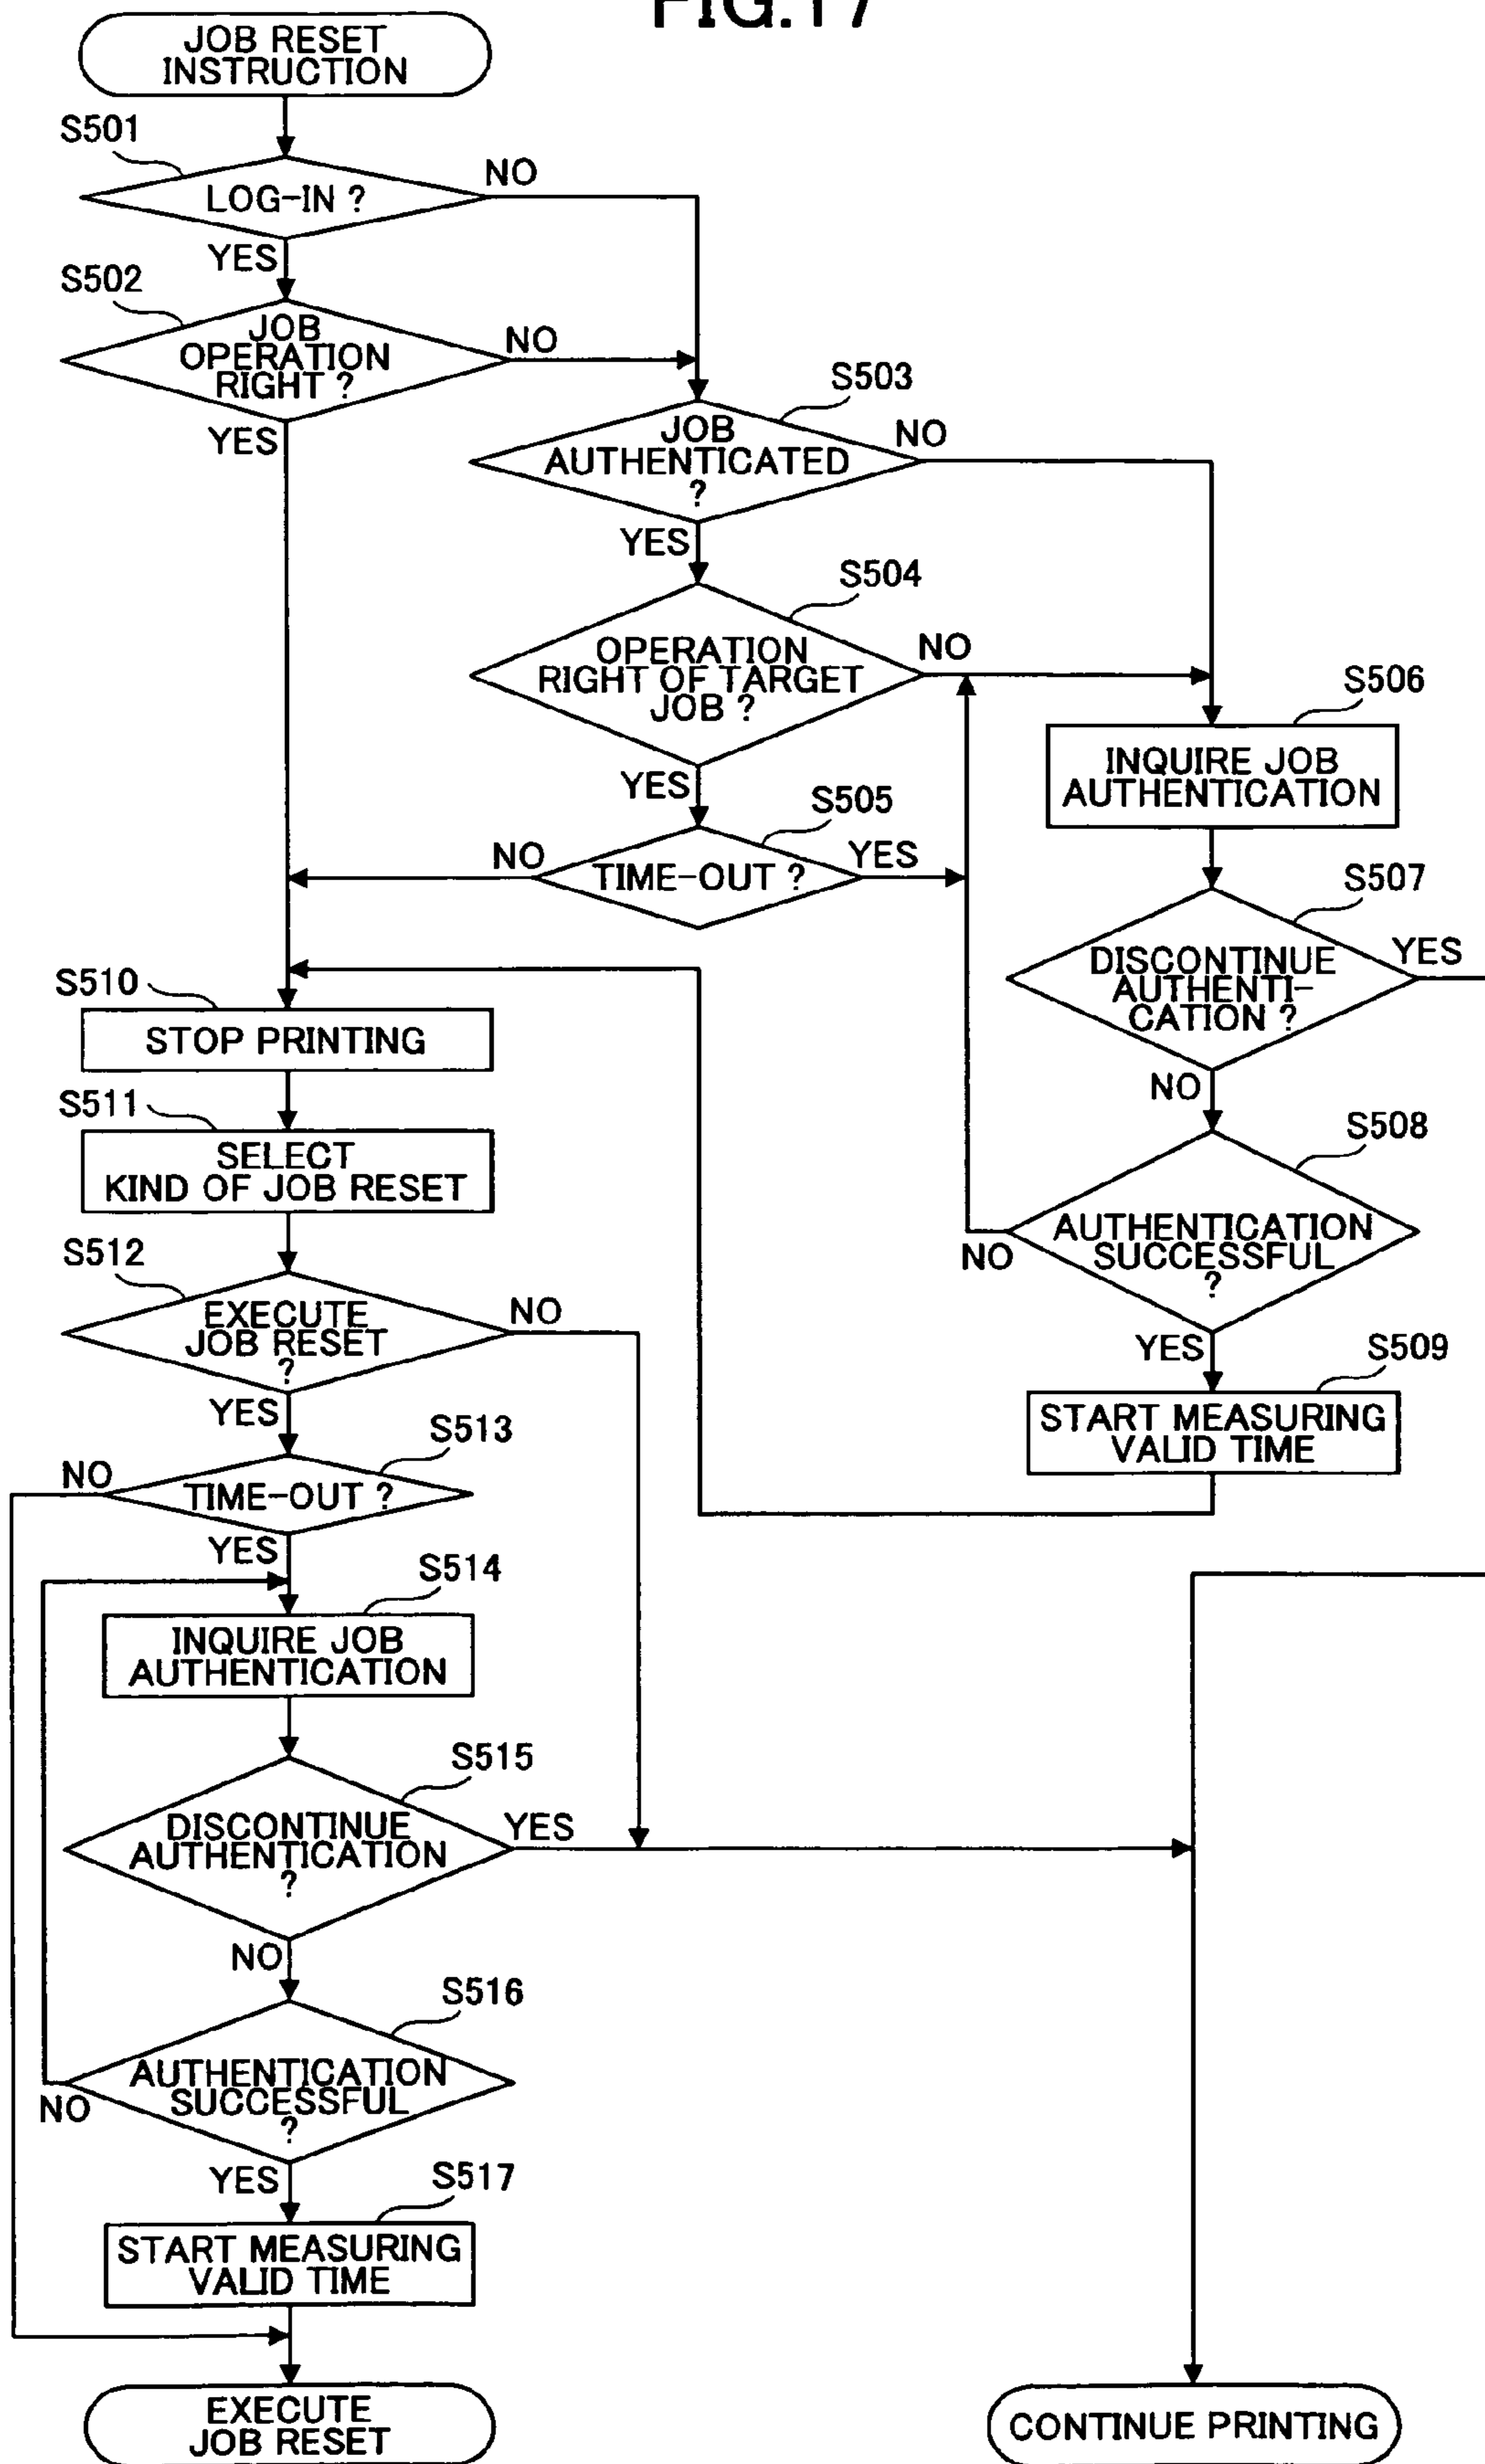 FIG.17
JOB RESET
INSTRUCTION
S501
LOG-IN ?
NO
YES
S502
JOB
OPERATION
RIGHT ?
NO
YES
S503
JOB
AUTHENTICATED
?
NO
YES
S504
OPERATION
RIGHT OF TARGET
JOB ?
NO
YES
S505
TIME-OUT ?
NO
YES
S506
INQUIRE JOB
AUTHENTICATION
S507
DISCONTINUE
AUTHENTI-
CATION ?
YES
NO
S508
AUTHENTICATION
SUCCESSFUL
?
NO
YES
S509
START MEASURING
VALID TIME
S510
STOP PRINTING
S511
SELECT
KIND OF JOB RESET
S512
EXECUTE
JOB RESET
?
NO
YES
S513
TIME-OUT ?
NO
YES
S514
INQUIRE JOB
AUTHENTICATION
S515
DISCONTINUE
AUTHENTICATION
?
YES
NO
S516
AUTHENTICATION
SUCCESSFUL
?
NO
YES
S517
START MEASURING
VALID TIME
EXECUTE
JOB RESET
CONTINUE PRINTING